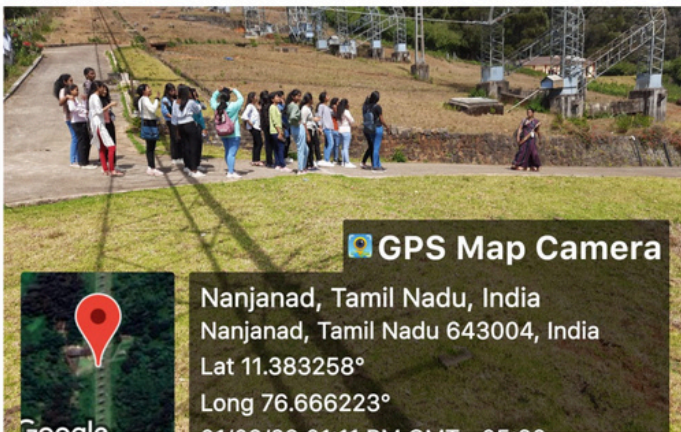 GPS Map Camera
Nanjanad, Tamil Nadu, India
Nanjanad, Tamil Nadu 643004, India
Lat 11.383258°
Long 76.666223°
Google